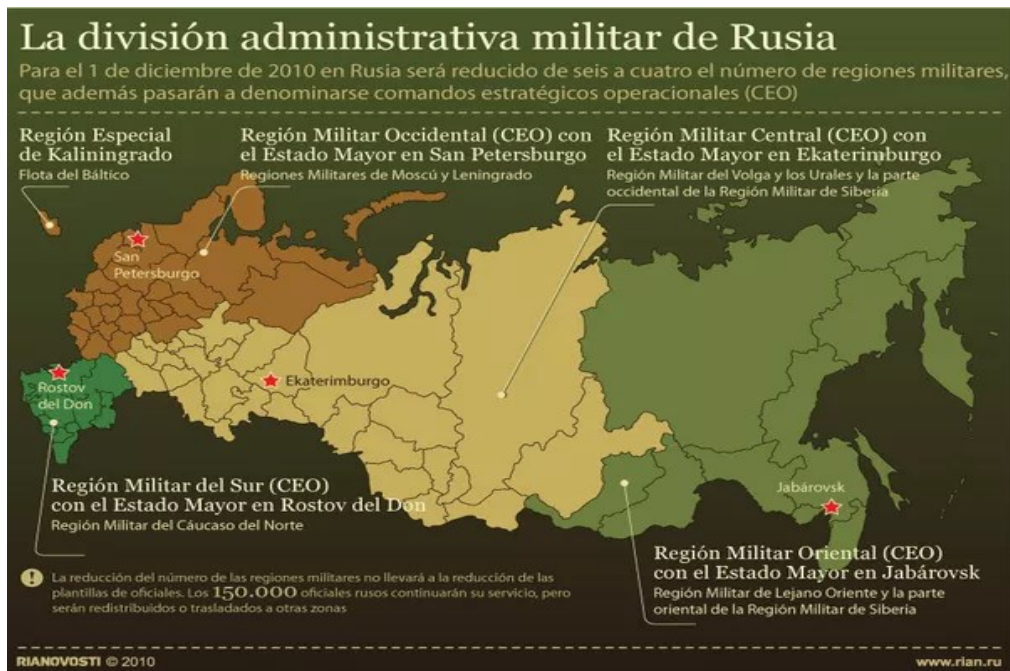 La división administrativa militar de Rusia
Para el 1 de diciembre de 2010 en Rusia será reducido de seis a cuatro el número de regiones militares,
que además pasarán a denominarse comandos estratégicos operacionales (CEO)
Región Especial
de Kaliningrado
Flota del Báltico
Región Militar Occidental (CEO) con
el Estado Mayor en San Petersburgo
Regiones Militares de Moscú y Leningrado
Región Militar Central (CEO) con
el Estado Mayor en Ekaterimburgo
Región Militar del Volga y los Urales y la parte
occidental de la Región Militar de Siberia
San
Petersburgo
Rostov
del Don
Ekaterimburgo
Jabárovsk
Región Militar del Sur (CEO)
con el Estado Mayor en Rostov del Don
Región Militar del Cáucaso del Norte
Región Militar Oriental (CEO)
con el Estado Mayor en Jabárovsk
Región Militar de Lejano Oriente y la parte
oriental de la Región Militar de Siberia
! La reducción del número de las regiones militares no llevará a la reducción de las
plantillas de oficiales. Los 150.000 oficiales rusos continuarán su servicio, pero
serán redistribuidos o trasladados a otras zonas
RIANOVOSTI © 2010
www.rian.ru